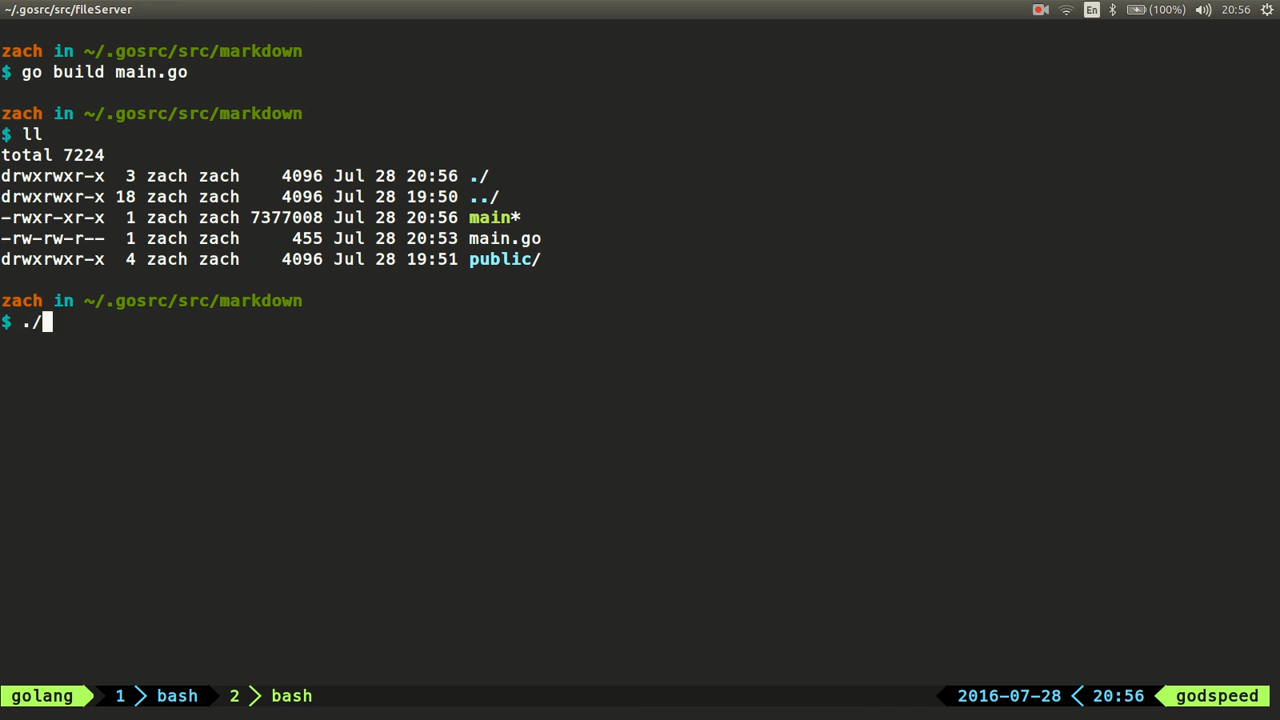 ~/.gosrc/src/fileServer En (100%) 20:56
zach in ~/.gosrc/src/markdown
$ go build main.go
zach in ~/.gosrc/src/markdown
$ ll
total 7224
drwxrwxr-x 3 zach zach 4096 Jul 28 20:56 ./
drwxrwxr-x 18 zach zach 4096 Jul 28 19:50 ../
-rwxr-xr-x 1 zach zach 7377008 Jul 28 20:56 main*
-rw-rw-r-- 1 zach zach 455 Jul 28 20:53 main.go
drwxrwxr-x 4 zach zach 4096 Jul 28 19:51 public/
zach in ~/.gosrc/src/markdown
$ ./
golang 1 bash 2 bash 2016-07-28 20:56 godspeed